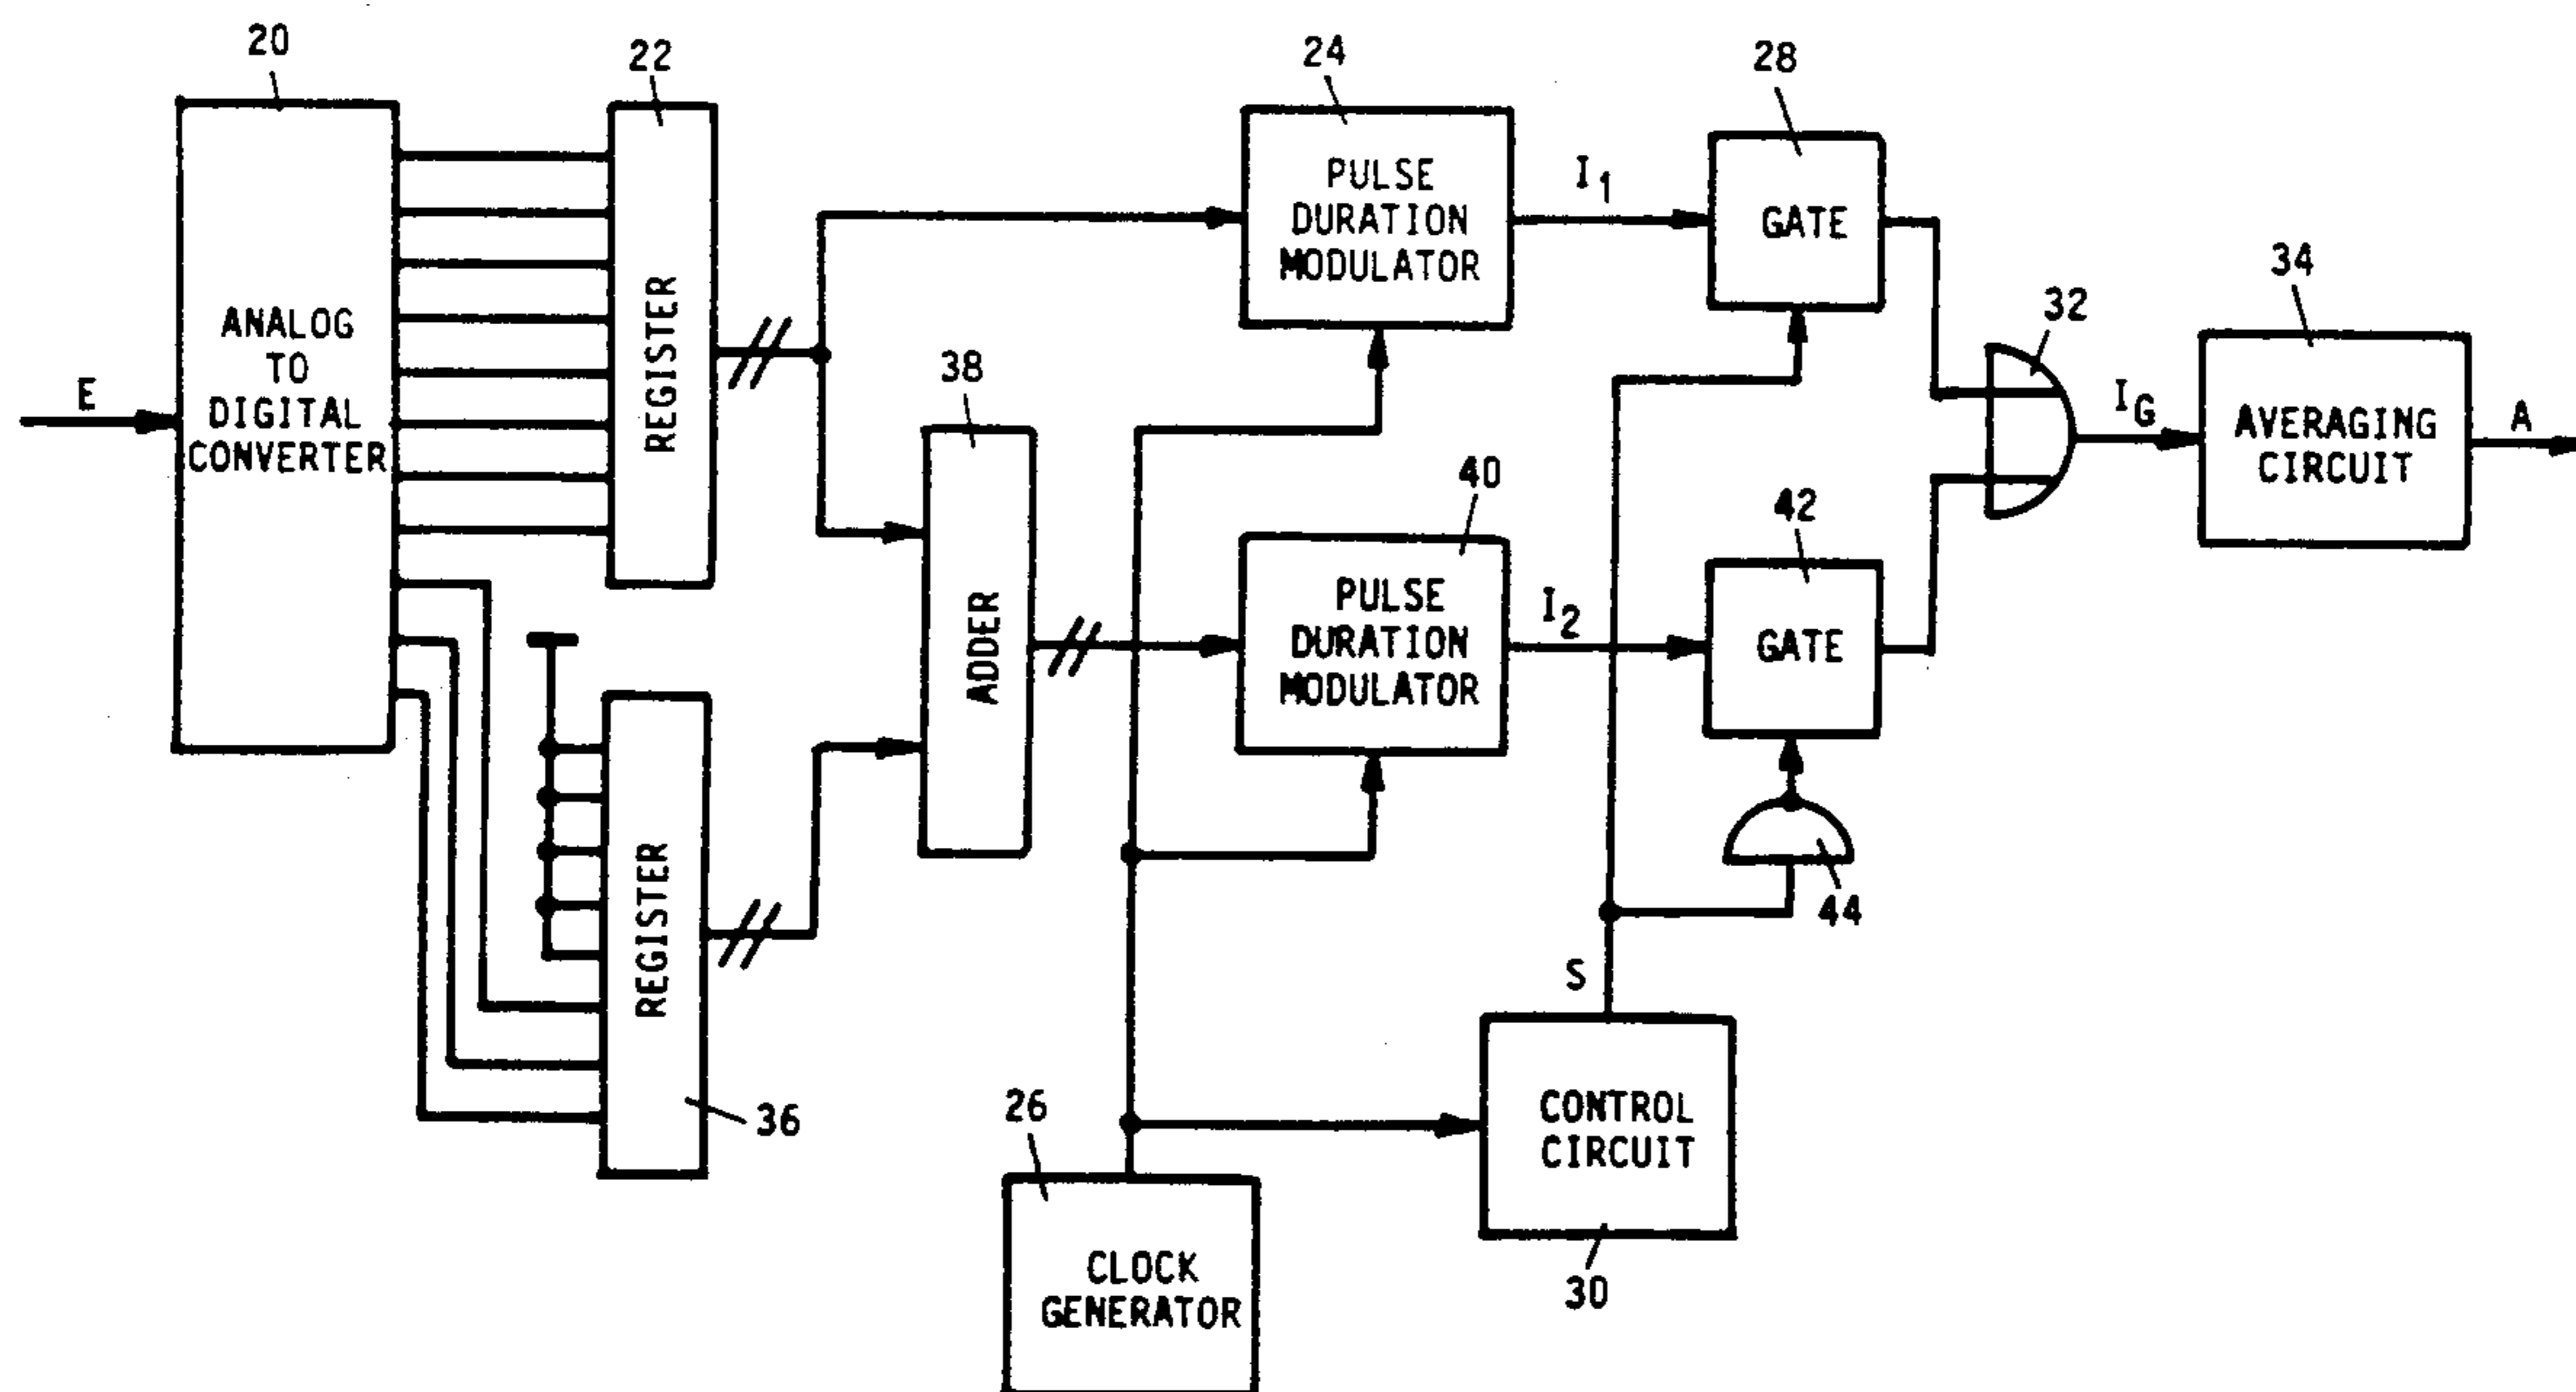 20
22
24
28
ANALOG
TO
DIGITAL
CONVERTER
E
REGISTER
PULSE
DURATION
MODULATOR
I1
GATE
32
34
38
ADDER
40
PULSE
DURATION
MODULATOR
I2
42
GATE
IG
AVERAGING
CIRCUIT
A
REGISTER
36
44
S
26
CLOCK
GENERATOR
CONTROL
CIRCUIT
30